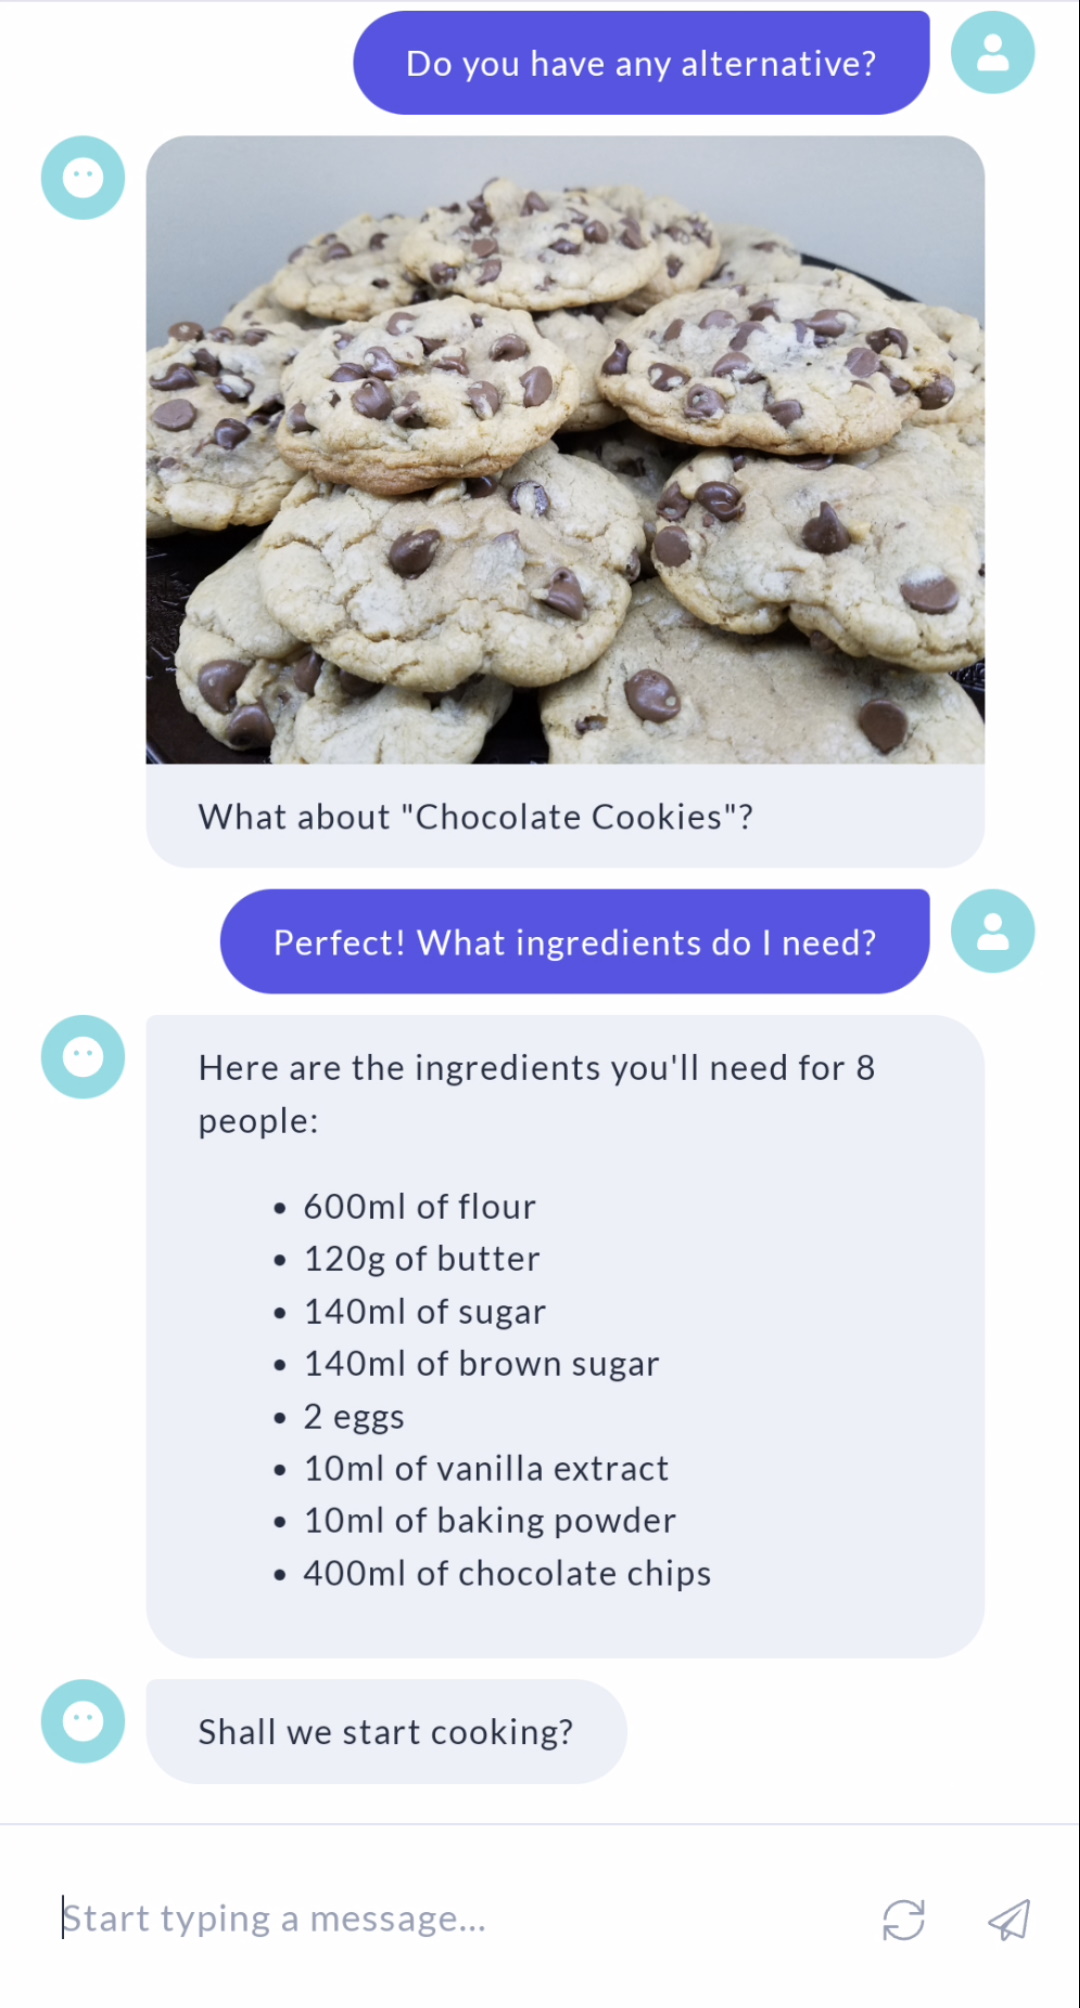 Do you have any alternative?
What about "Chocolate Cookies"?
Perfect! What ingredients do I need?
Here are the ingredients you'll need for 8
people:
• 600ml of flour
• 120g of butter
• 140ml of sugar
• 140ml of brown sugar
• 2 eggs
• 10ml of vanilla extract
• 10ml of baking powder
• 400ml of chocolate chips
Shall we start cooking?
Start typing a message...